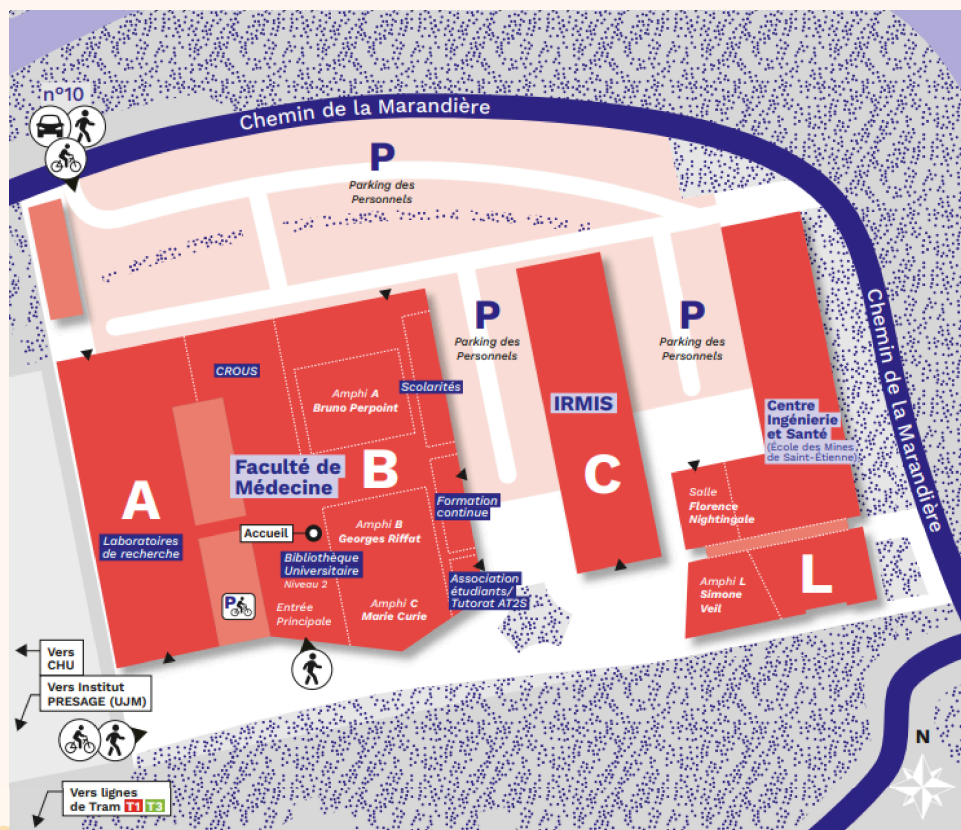 n°10
Chemin de la Marandière
P
Parking des
Personnels
P
Parking des
Personnels
P
Parking des
Personnels
Chemin de la Marandière
CROUS
Amphi A
Bruno Perpoint
Scolarités
IRMIS
Centre
Ingénierie
et Santé
(École des Mines
de Saint-Étienne)
Faculté de
Médecine
A
B
C
Laboratoires
de recherche
Accueil
Amphi B
Georges Riffat
Formation
continue
Salle
Florence
Nightingale
Bibliothèque
Universitaire
Niveau 2
Association
étudiants/
Tutorat AT2S
Amphi L
Simone
Veil
L
P
Entrée
Principale
Amphi C
Marie Curie
Vers
CHU
Vers Institut
PRESAGE (UJM)
Vers lignes
de Tram T1 T3
N